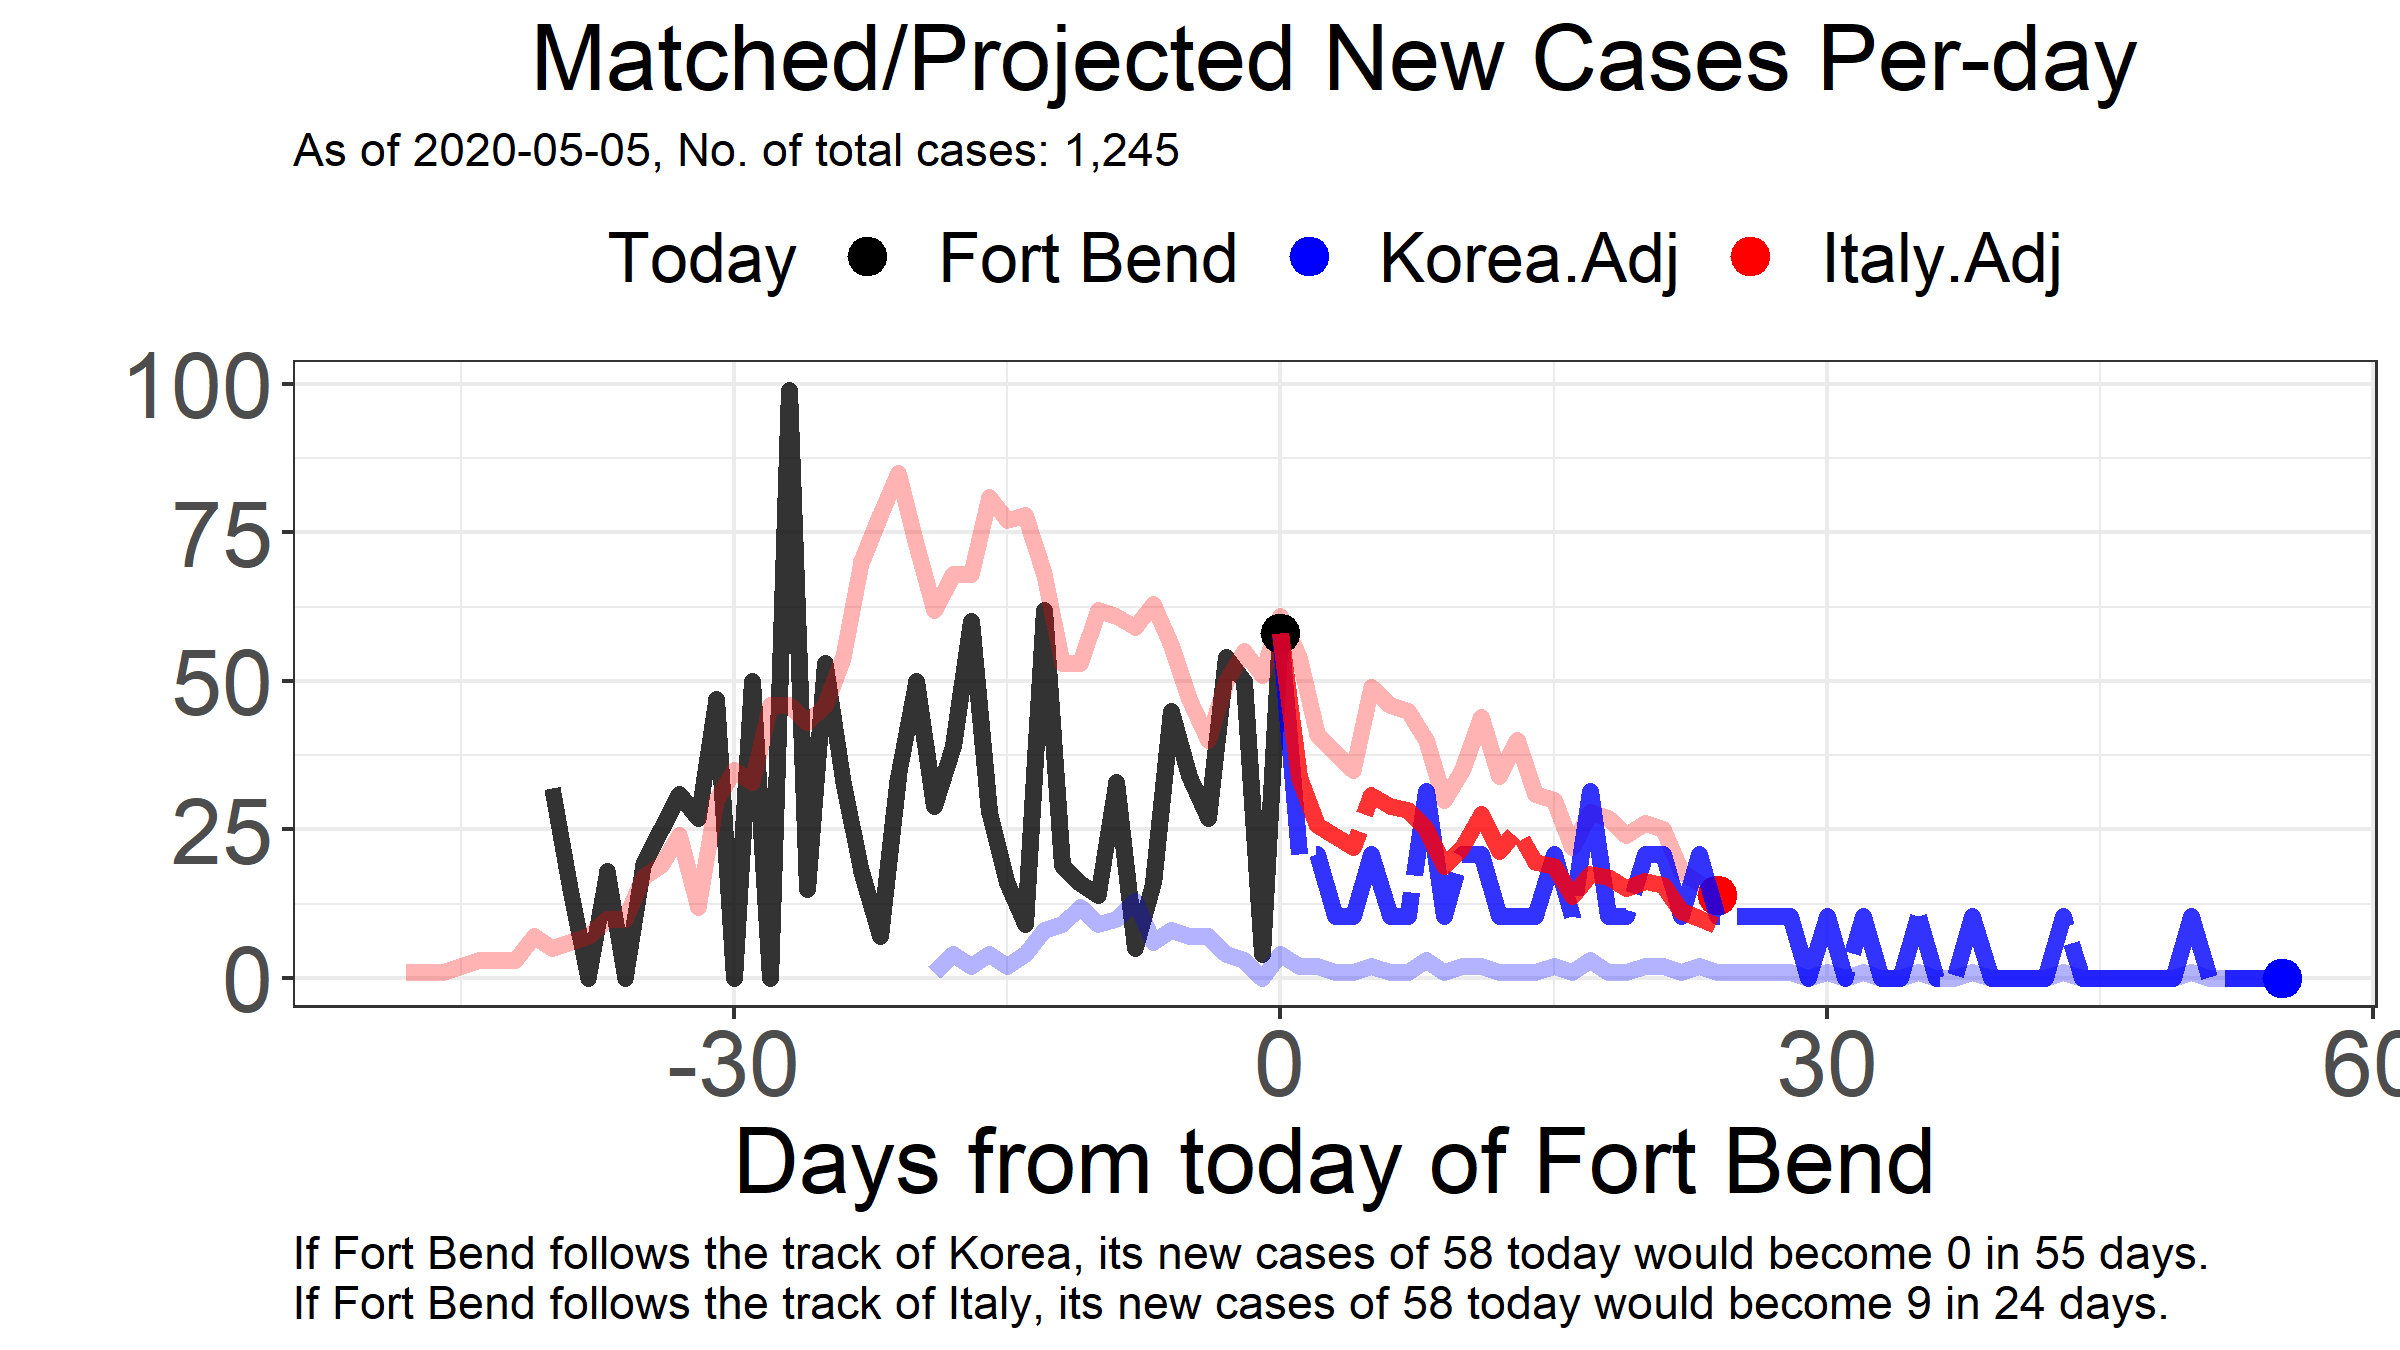 Matched/Projected New Cases Per-day
As of 2020-05-05, No. of total cases: 1,245
Today Fort Bend Korea.Adj Italy.Adj
100
75
50
25
0
-30 0 30 60
Days from today of Fort Bend
If Fort Bend follows the track of Korea, its new cases of 58 today would become 0 in 55 days.
If Fort Bend follows the track of Italy, its new cases of 58 today would become 9 in 24 days.